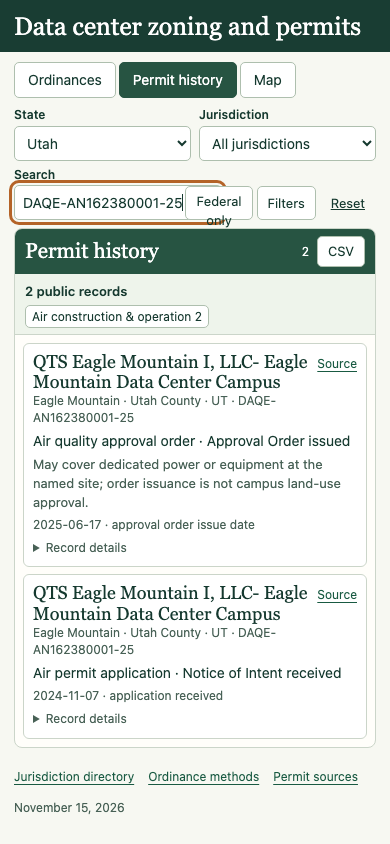 Data center zoning and permits
Ordinances Permit history Map
State Jurisdiction
Utah All jurisdictions
Search
DAQE-AN162380001-25 Federal only Filters Reset
Permit history 2 CSV
2 public records
Air construction & operation 2
QTS Eagle Mountain I, LLC- Eagle Source
Mountain Data Center Campus
Eagle Mountain · Utah County · UT · DAQE-
AN162380001-25
Air quality approval order · Approval Order issued
May cover dedicated power or equipment at the
named site; order issuance is not campus land-use
approval.
2025-06-17 · approval order issue date
Record details
QTS Eagle Mountain I, LLC- Eagle Source
Mountain Data Center Campus
Eagle Mountain · Utah County · UT · DAQE-
AN162380001-25
Air permit application · Notice of Intent received
2024-11-07 · application received
Record details
Jurisdiction directory Ordinance methods Permit sources
November 15, 2026